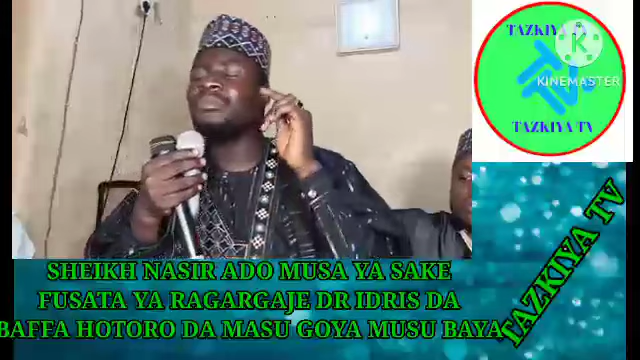 TAZKIYA TV
KINEMASTER
TAZKIYA TV
TAZKIYA TV
SHEIKH NASIR ADO MUSA YA SAKE
FUSATA YA RAGARGAJE DR IDRIS DA
BAFFA HOTORO DA MASU GOYA MUSU BAYA